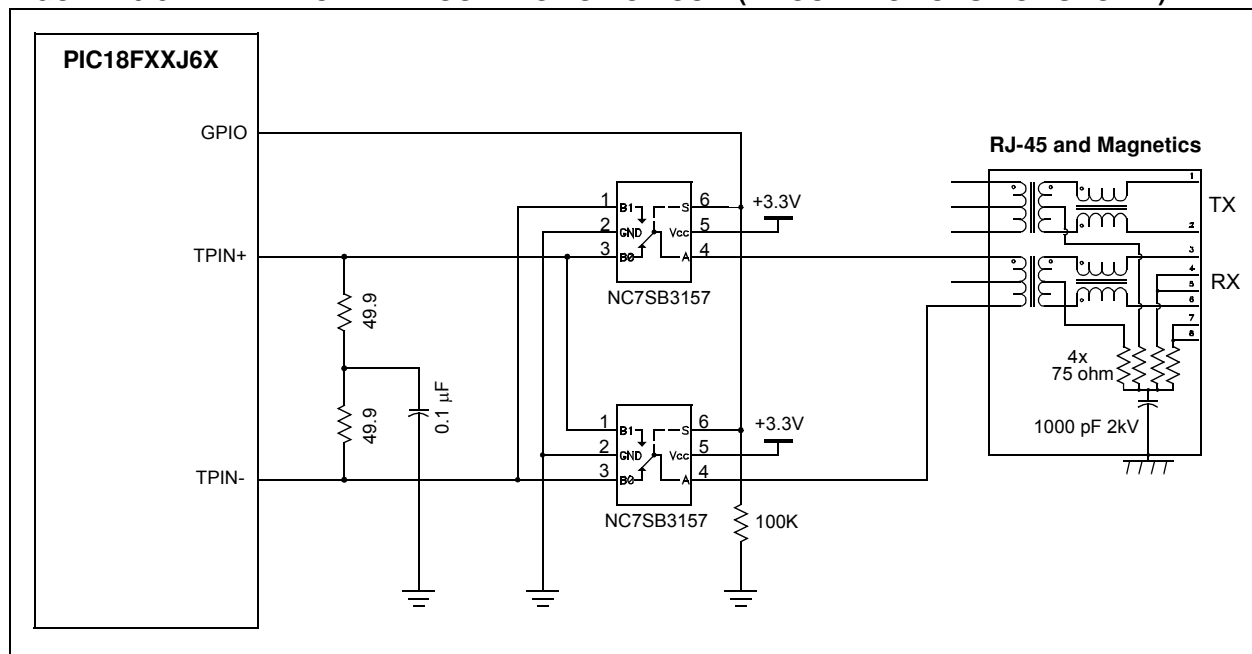 PIC18FXXJ6X
GPIO
TPIN+
TPIN-
49.9
49.9
0.1 µF
1 B1 S 6 +3.3V
2 GND Vcc 5
3 B0 A 4
NC7SB3157
1 B1 S 6 +3.3V
2 GND Vcc 5
3 B0 A 4
NC7SB3157
100K
RJ-45 and Magnetics
1
TX
2
3
4
RX
5
6
7
8
4x
75 ohm
1000 pF 2kV